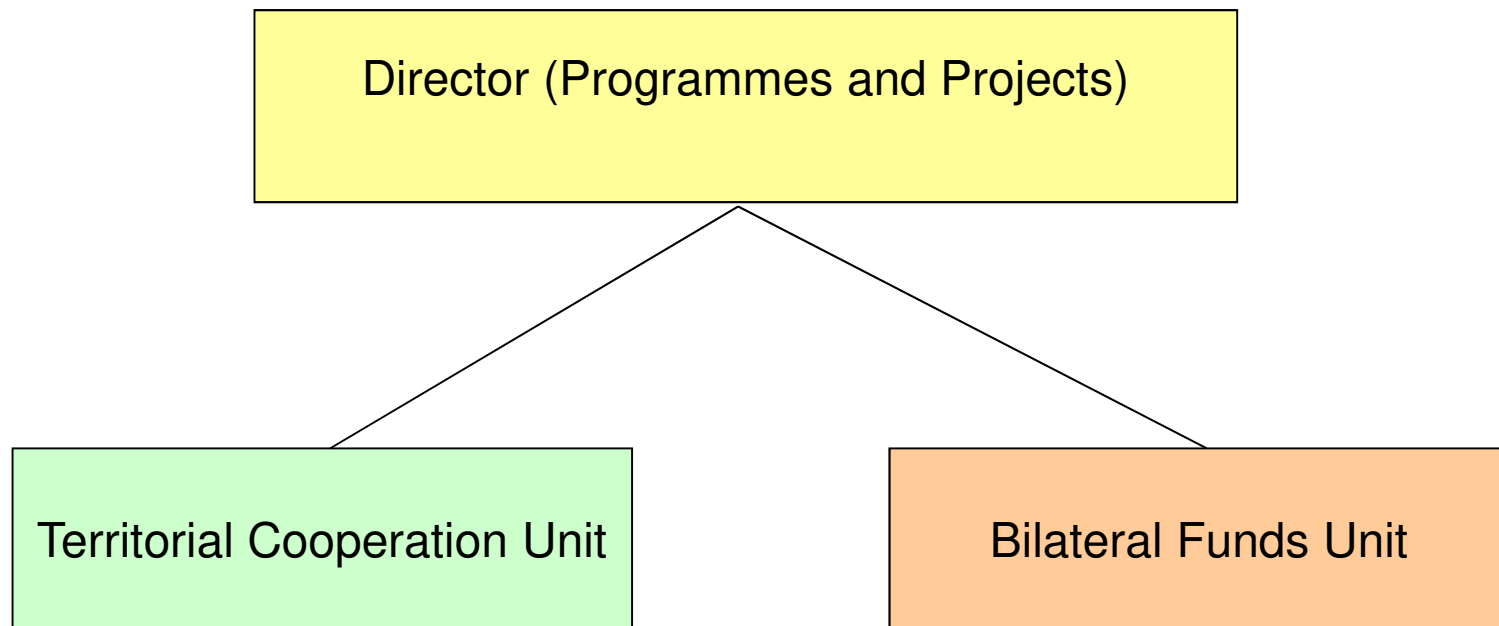 Director (Programmes and Projects)
Territorial Cooperation Unit
Bilateral Funds Unit